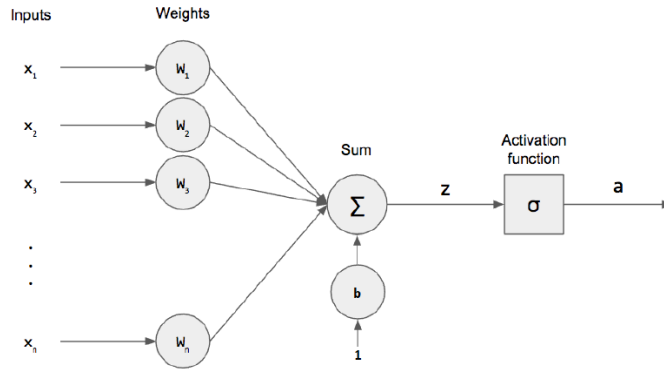 Inputs
Weights
x₁
W₁
x₂
W₂
Sum
Activation
function
x₃
W₃
Σ
z
σ
a
.
.
.
b
xₙ
Wₙ
1